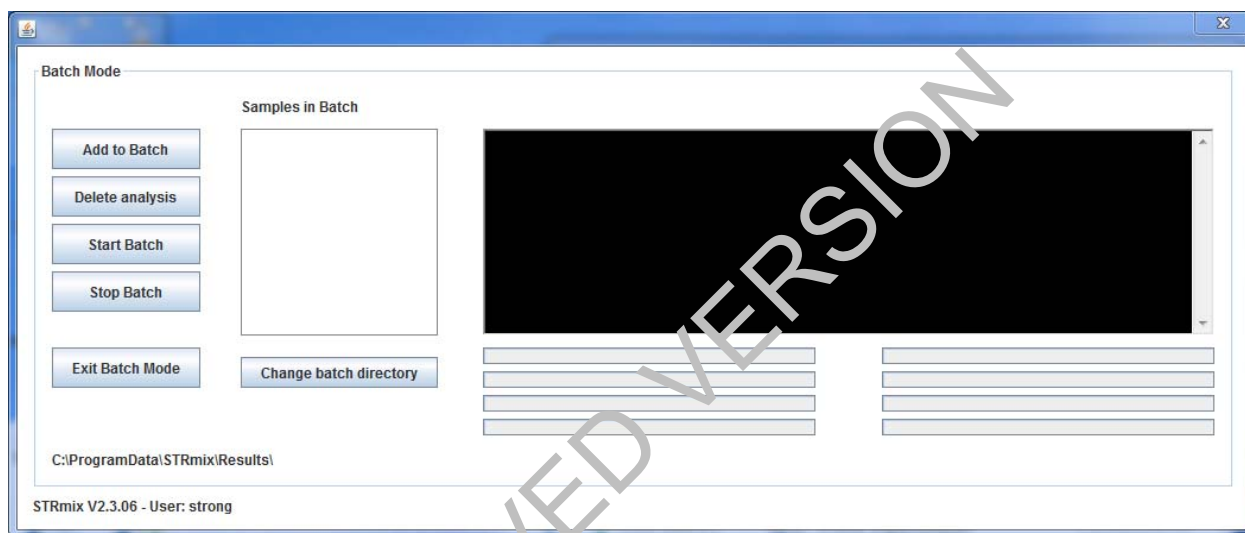 Batch Mode
Samples in Batch
Add to Batch
Delete analysis
Start Batch
Stop Batch
Exit Batch Mode
Change batch directory
C:\ProgramData\STRmix\Results\
STRmix V2.3.06 - User: strong
YED VERSION